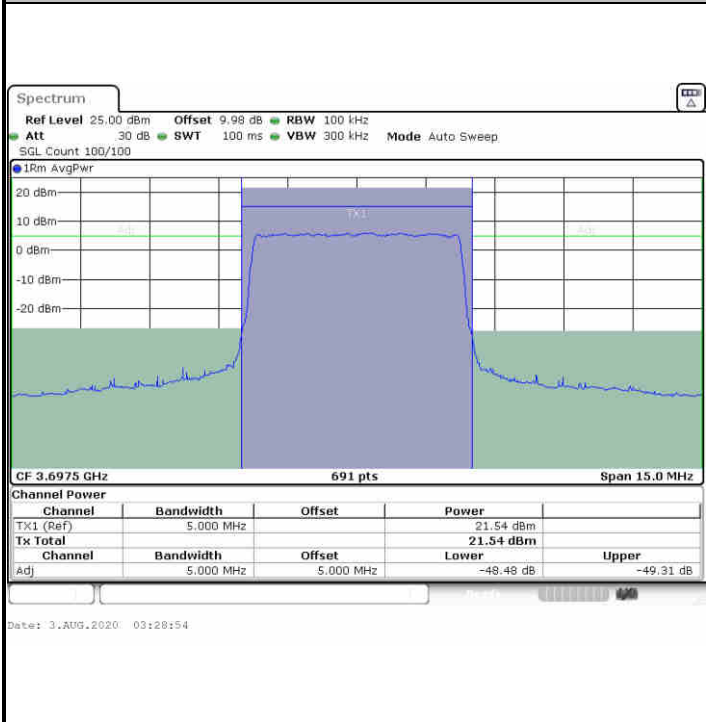 Spectrum
Ref Level 25.00 dBm Offset 9.98 dB RBW 100 kHz
Att 30 dB SWT 100 ms VBW 300 kHz Mode Auto Sweep
SGL Count 100/100
1Rm AvgPwr
20 dBm
TX1
10 dBm
Adj Adj
0 dBm
-10 dBm
-20 dBm
CF 3.6975 GHz 691 pts Span 15.0 MHz
Channel Power
Channel Bandwidth Offset Power
TX1 (Ref) 5.000 MHz 21.54 dBm
Tx Total 21.54 dBm
Channel Bandwidth Offset Lower Upper
Adj 5.000 MHz 5.000 MHz -48.48 dB -49.31 dB
Date: 3.AUG.2020 03:28:54